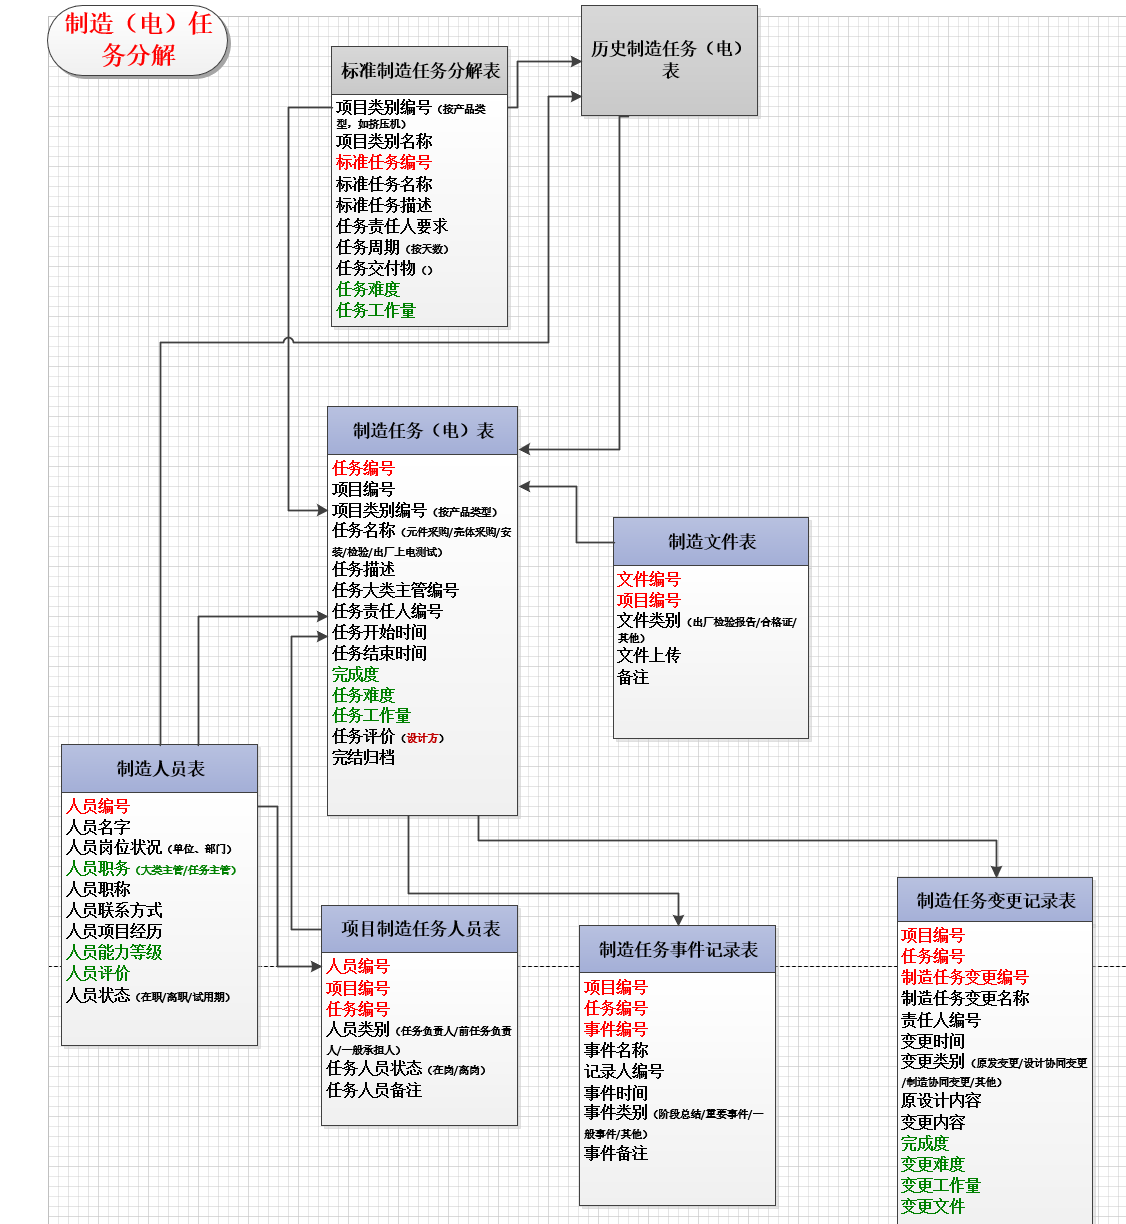 制造（电）任
务分解
标准制造任务分解表
项目类别编号（按产品类
型，如挤压机）
项目类别名称
标准任务编号
标准任务名称
标准任务描述
任务责任人要求
任务周期（按天数）
任务交付物（）
任务难度
任务工作量
历史制造任务（电）
表
制造任务（电）表
任务编号
项目编号
项目类别编号（按产品类型）
任务名称（元件采购/壳体采购/安
装/检验/出厂上电测试）
任务描述
任务大类主管编号
任务责任人编号
任务开始时间
任务结束时间
完成度
任务难度
任务工作量
任务评价（设计方）
完结归档
制造文件表
文件编号
项目编号
文件类别（出厂检验报告/合格证/
其他）
文件上传
备注
制造人员表
人员编号
人员名字
人员岗位状况（单位、部门）
人员职务（大类主管/任务主管）
人员职称
人员联系方式
人员项目经历
人员能力等级
人员评价
人员状态（在职/离职/试用期）
项目制造任务人员表
人员编号
项目编号
任务编号
人员类别（任务负责人/前任务负责
人/一般承担人）
任务人员状态（在岗/离岗）
任务人员备注
制造任务事件记录表
项目编号
任务编号
事件编号
事件名称
记录人编号
事件时间
事件类别（阶段总结/重要事件/一
般事件/其他）
事件备注
制造任务变更记录表
项目编号
任务编号
制造任务变更编号
制造任务变更名称
责任人编号
变更时间
变更类别（原发变更/设计协同变更
/制造协同变更/其他）
原设计内容
变更内容
完成度
变更难度
变更工作量
变更文件